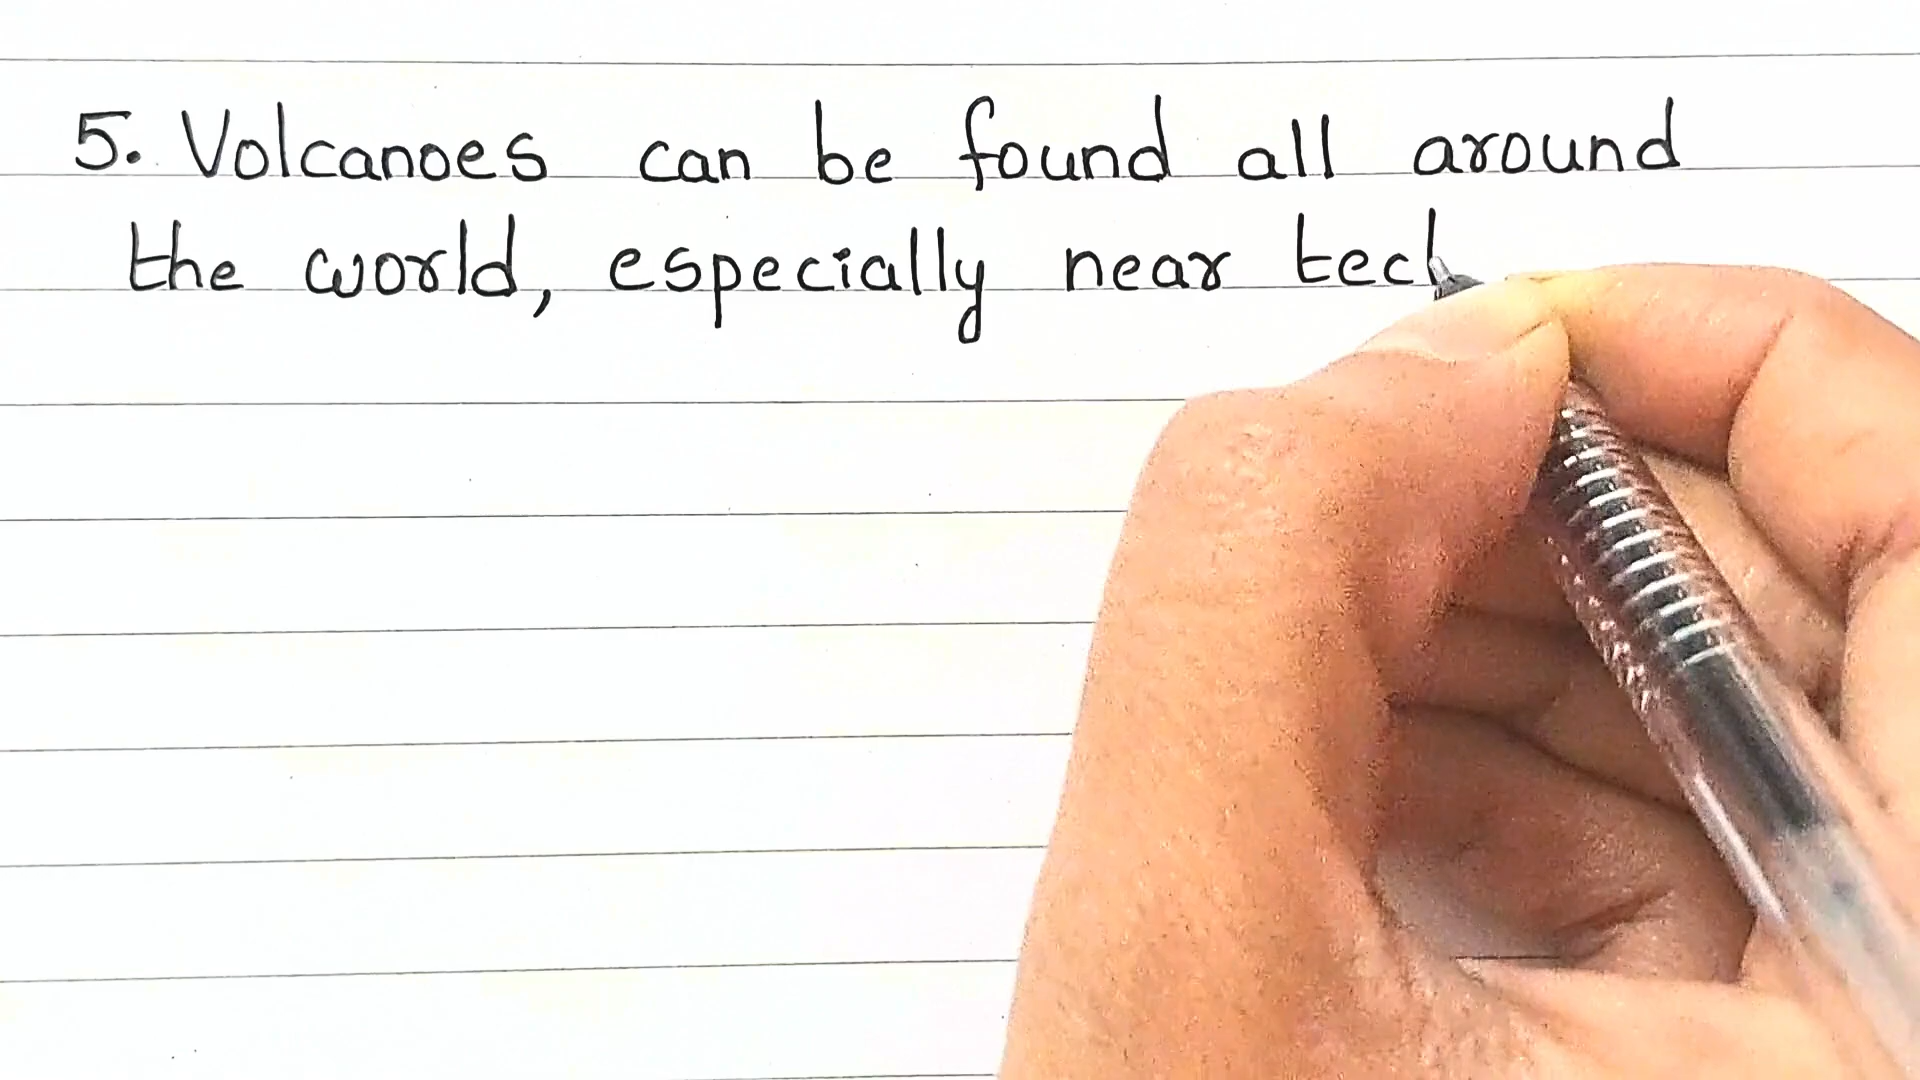 5. Volcanoes can be found all around
the world, especially near